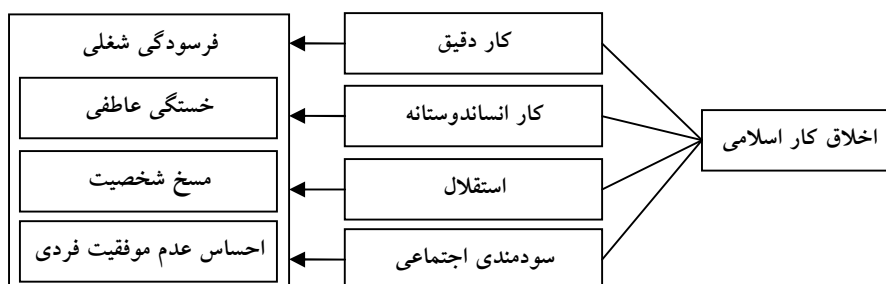 اخلاق کار اسلامی
کار دقیق
کار انساندوستانه
استقلال
سودمندی اجتماعی
فرسودگی شغلی
خستگی عاطفی
مسخ شخصیت
احساس عدم موفقیت فردی